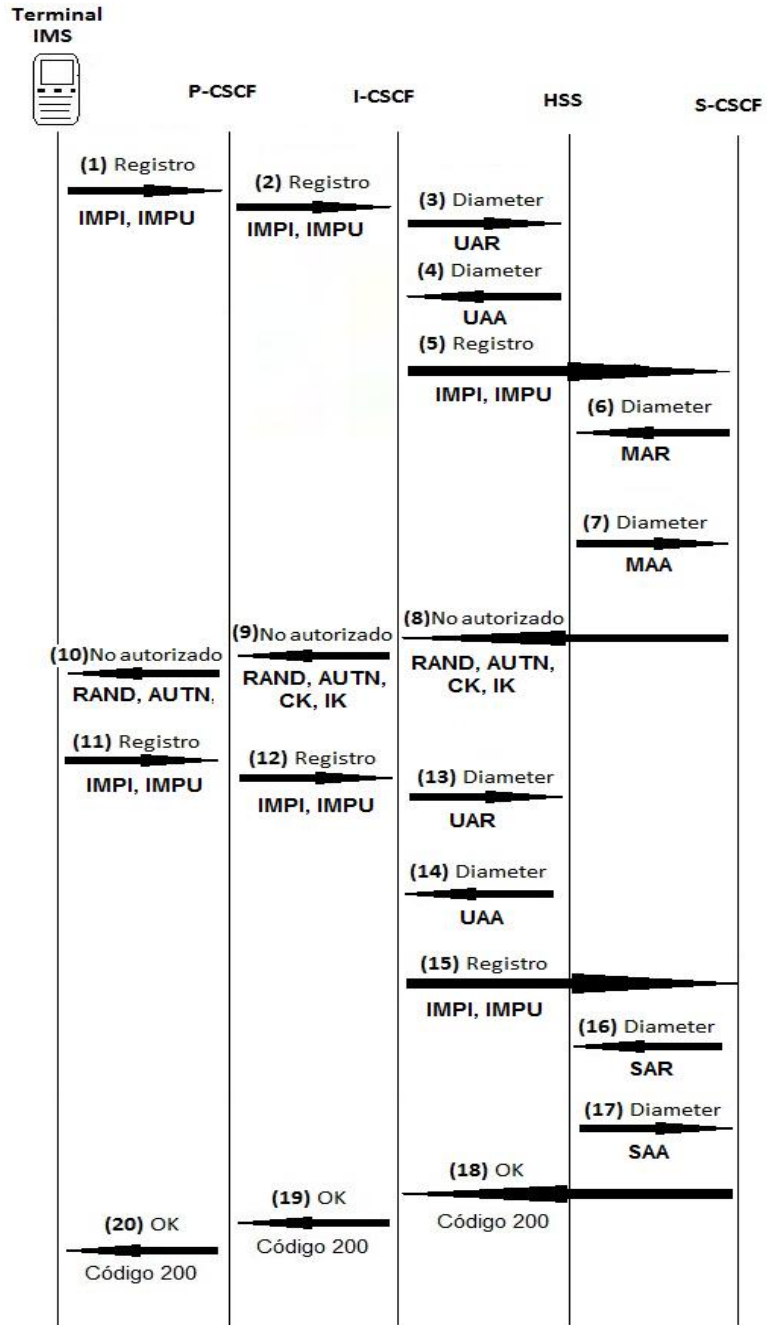 Terminal
IMS
P-CSCF
I-CSCF
HSS
S-CSCF
(1) Registro
IMPI, IMPU
(2) Registro
IMPI, IMPU
(3) Diameter
UAR
(4) Diameter
UAA
(5) Registro
IMPI, IMPU
(6) Diameter
MAR
(7) Diameter
MAA
(8)No autorizado
RAND, AUTN,
CK, IK
(9)No autorizado
RAND, AUTN,
CK, IK
(10)No autorizado
RAND, AUTN,
(11) Registro
IMPI, IMPU
(12) Registro
IMPI, IMPU
(13) Diameter
UAR
(14) Diameter
UAA
(15) Registro
IMPI, IMPU
(16) Diameter
SAR
(17) Diameter
SAA
(18) OK
Código 200
(19) OK
Código 200
(20) OK
Código 200